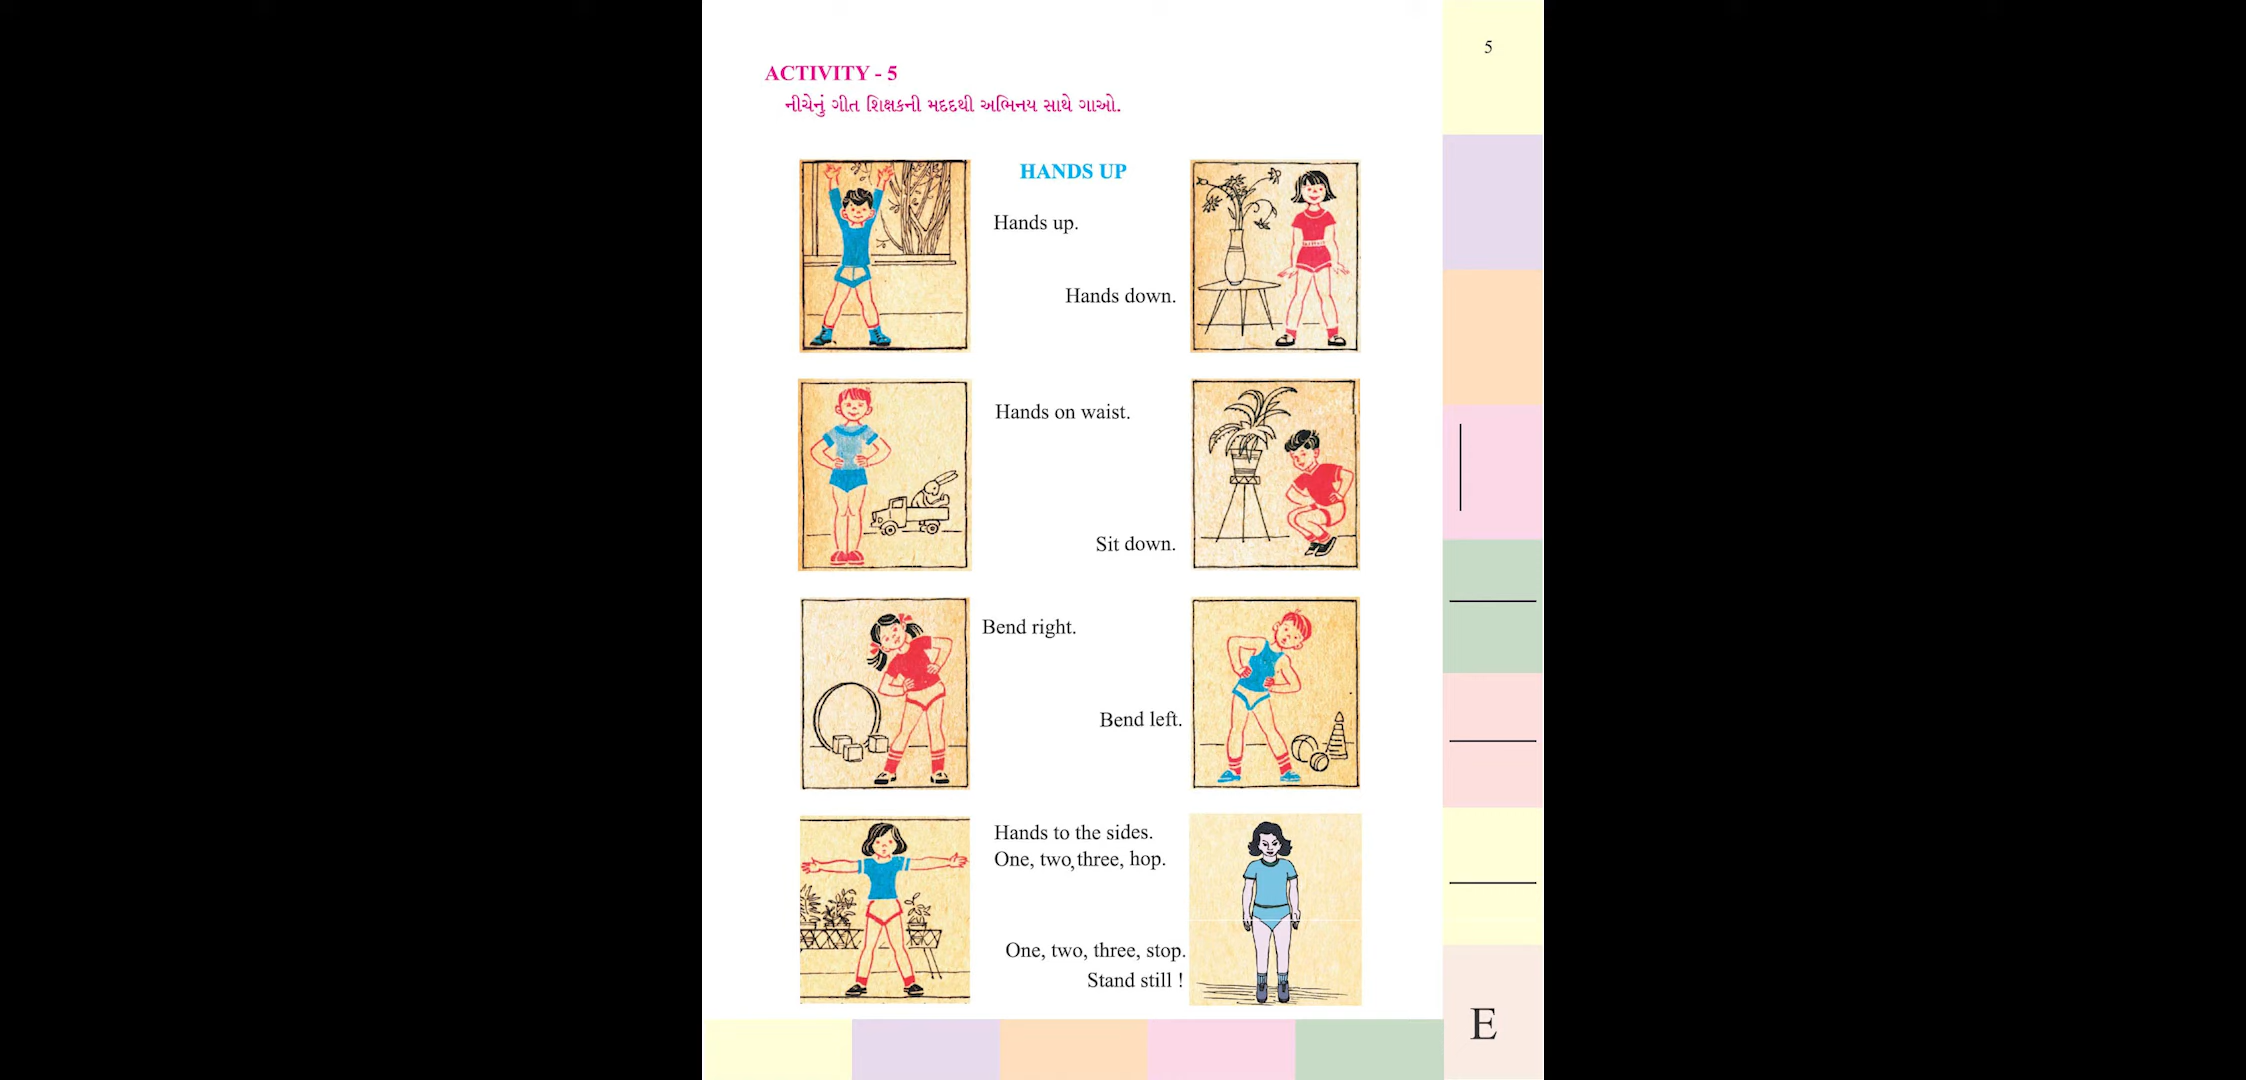 5
ACTIVITY - 5
નીચેનું ગીત શિક્ષકની મદદથી અભિનય સાથે ગાઓ.
HANDS UP
Hands up.
Hands down.
Hands on waist.
Sit down.
Bend right.
Bend left.
Hands to the sides.
One, two, three, hop.
One, two, three, stop.
Stand still !
E